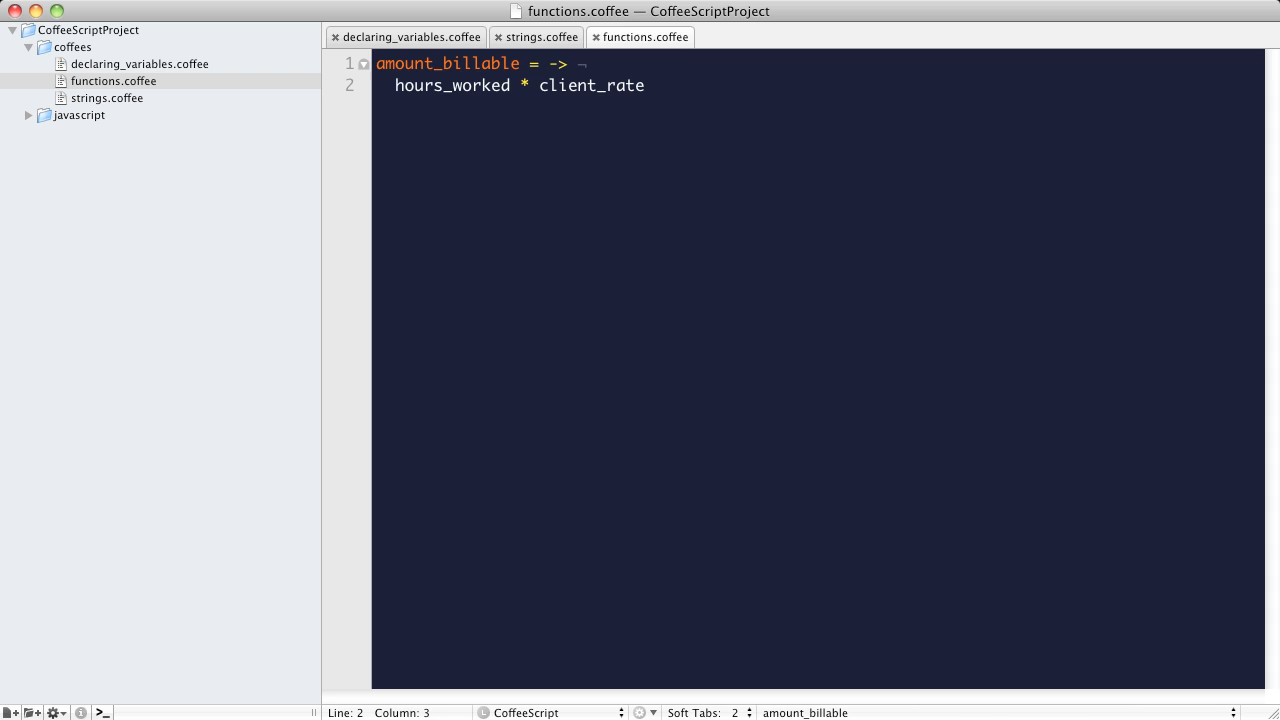 functions.coffee — CoffeeScriptProject
CoffeeScriptProject
coffees
declaring_variables.coffee
functions.coffee
strings.coffee
javascript
declaring_variables.coffee
strings.coffee
functions.coffee
1 amount_billable = -> ¬
2 hours_worked * client_rate
Line: 2 Column: 3
L CoffeeScript
Soft Tabs: 2
amount_billable